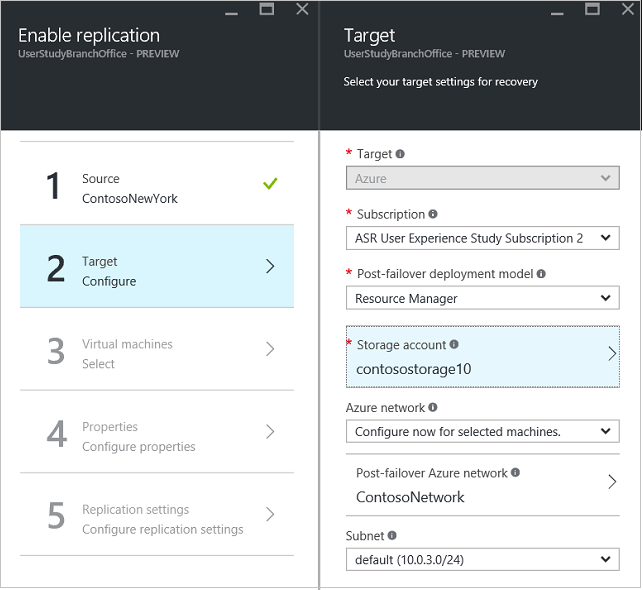 Enable replication
UserStudyBranchOffice - PREVIEW
1
Source
ContosoNewYork
2
Target
Configure
3
Virtual machines
Select
4
Properties
Configure properties
5
Replication settings
Configure replication settings
Target
UserStudyBranchOffice - PREVIEW
Select your target settings for recovery
* Target
Azure
* Subscription
ASR User Experience Study Subscription 2
* Post-failover deployment model
Resource Manager
* Storage account
contosostorage10
Azure network
Configure now for selected machines.
Post-failover Azure network
ContosoNetwork
Subnet
default (10.0.3.0/24)